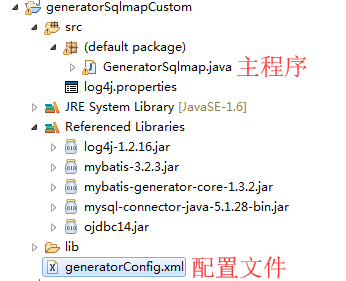 generatorSqlmapCustom
src
(default package)
GeneratorSqlmap.java 主程序
log4j.properties
JRE System Library [JavaSE-1.6]
Referenced Libraries
log4j-1.2.16.jar
mybatis-3.2.3.jar
mybatis-generator-core-1.3.2.jar
mysql-connector-java-5.1.28-bin.jar
ojdbc14.jar
lib
generatorConfig.xml 配置文件